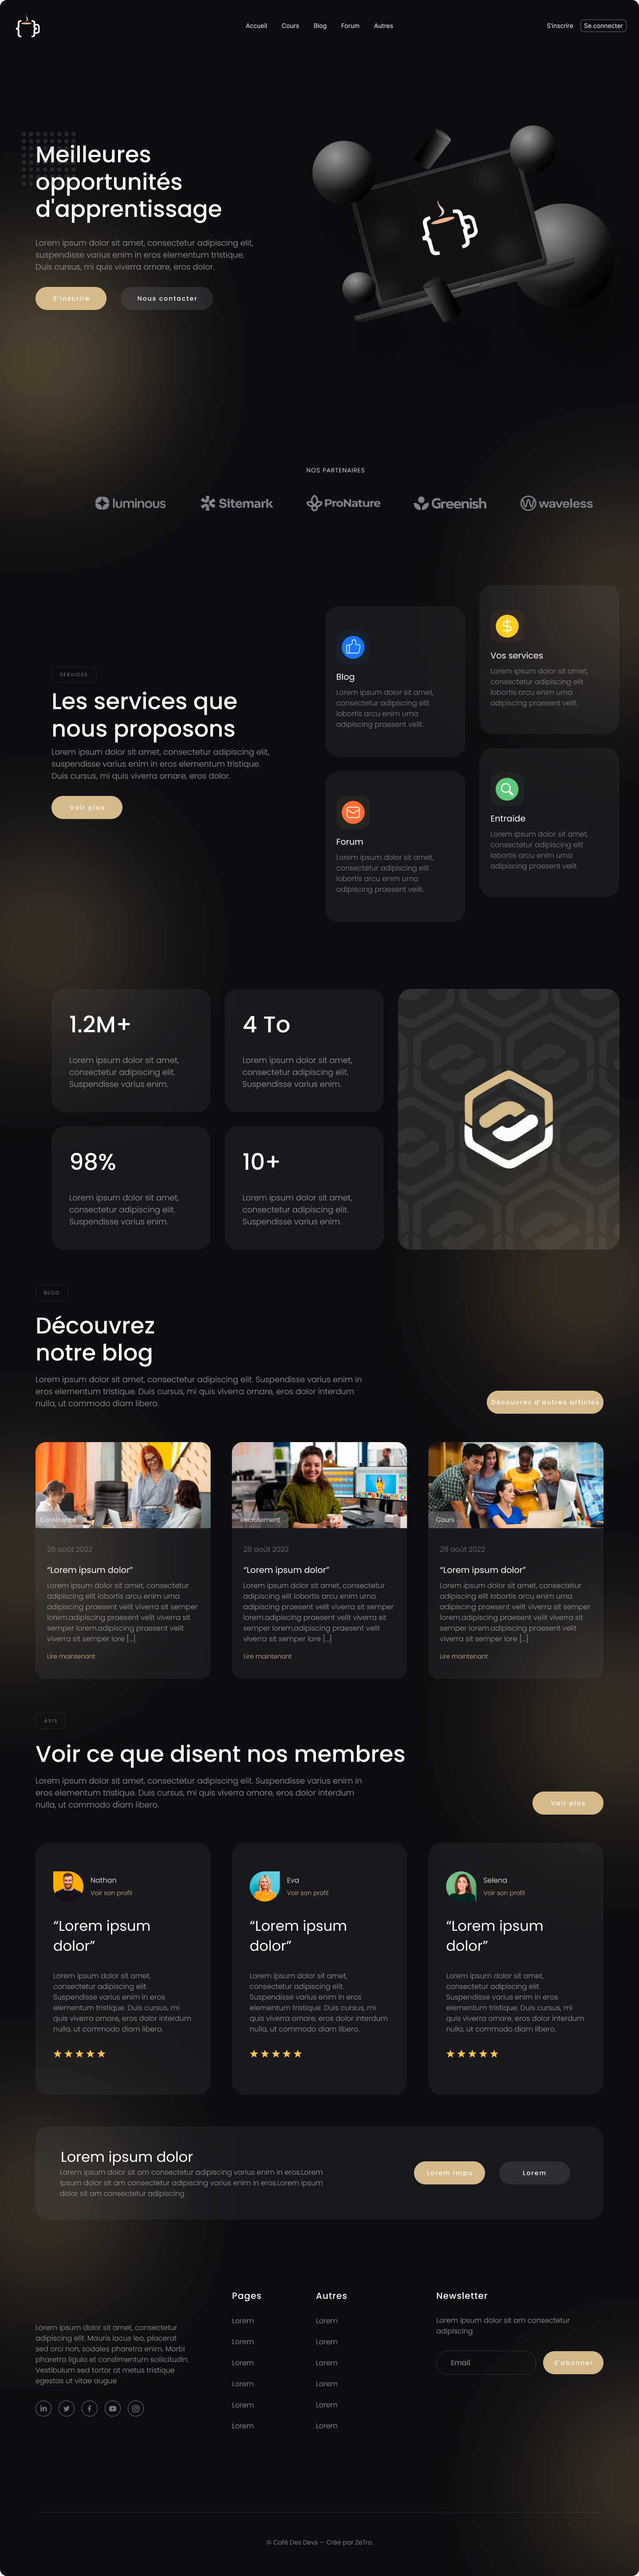 Accueil Cours Blog Forum Autres S'inscrire Se connecter
Meilleures
opportunités
d'apprentissage
Lorem ipsum dolor sit amet, consectetur adipiscing elit,
suspendisse varius enim in eros elementum tristique.
Duis cursus, mi quis viverra ornare, eros dolor.
S'inscrire Nous contacter
NOS PARTENAIRES
luminous Sitemark ProNature Greenish waveless
SERVICES
Les services que
nous proposons
Lorem ipsum dolor sit amet, consectetur adipiscing elit,
suspendisse varius enim in eros elementum tristique.
Duis cursus, mi quis viverra ornare, eros dolor.
Voir plus
Blog
Lorem ipsum dolor sit amet,
consectetur adipiscing elit
lobortis arcu enim urna
adipiscing praesent velit.
Vos services
Lorem ipsum dolor sit amet,
consectetur adipiscing elit
lobortis arcu enim urna
adipiscing praesent velit.
Forum
Lorem ipsum dolor sit amet,
consectetur adipiscing elit
lobortis arcu enim urna
adipiscing praesent velit.
Entraide
Lorem ipsum dolor sit amet,
consectetur adipiscing elit
lobortis arcu enim urna
adipiscing praesent velit.
1.2M+
Lorem ipsum dolor sit amet,
consectetur adipiscing elit.
Suspendisse varius enim.
4 To
Lorem ipsum dolor sit amet,
consectetur adipiscing elit.
Suspendisse varius enim.
98%
Lorem ipsum dolor sit amet,
consectetur adipiscing elit.
Suspendisse varius enim.
10+
Lorem ipsum dolor sit amet,
consectetur adipiscing elit.
Suspendisse varius enim.
BLOG
Découvrez
notre blog
Lorem ipsum dolor sit amet, consectetur adipiscing elit. Suspendisse varius enim in
eros elementum tristique. Duis cursus, mi quis viverra ornare, eros dolor interdum
nulla, ut commodo diam libero.
Découvrez d'autres articles
Conférence
28 août 2022
“Lorem ipsum dolor”
Lorem ipsum dolor sit amet, consectetur
adipiscing elit lobortis arcu enim urna
adipiscing praesent velit viverra sit semper
lorem.adipiscing praesent velit viverra sit
semper lorem.adipiscing praesent velit
viverra sit semper lore [...]
Lire maintenant
Recrutement
28 août 2022
“Lorem ipsum dolor”
Lorem ipsum dolor sit amet, consectetur
adipiscing elit lobortis arcu enim urna
adipiscing praesent velit viverra sit semper
lorem.adipiscing praesent velit viverra sit
semper lorem.adipiscing praesent velit
viverra sit semper lore [...]
Lire maintenant
Cours
28 août 2022
“Lorem ipsum dolor”
Lorem ipsum dolor sit amet, consectetur
adipiscing elit lobortis arcu enim urna
adipiscing praesent velit viverra sit semper
lorem.adipiscing praesent velit viverra sit
semper lorem.adipiscing praesent velit
viverra sit semper lore [...]
Lire maintenant
AVIS
Voir ce que disent nos membres
Lorem ipsum dolor sit amet, consectetur adipiscing elit. Suspendisse varius enim in
eros elementum tristique. Duis cursus, mi quis viverra ornare, eros dolor interdum
nulla, ut commodo diam libero.
Voir plus
Nathan
Voir son profil
“Lorem ipsum
dolor”
Lorem ipsum dolor sit amet,
consectetur adipiscing elit.
Suspendisse varius enim in eros
elementum tristique. Duis cursus, mi
quis viverra ornare, eros dolor interdum
nulla, ut commodo diam libero.
Eva
Voir son profil
“Lorem ipsum
dolor”
Lorem ipsum dolor sit amet,
consectetur adipiscing elit.
Suspendisse varius enim in eros
elementum tristique. Duis cursus, mi
quis viverra ornare, eros dolor interdum
nulla, ut commodo diam libero.
Selena
Voir son profil
“Lorem ipsum
dolor”
Lorem ipsum dolor sit amet,
consectetur adipiscing elit.
Suspendisse varius enim in eros
elementum tristique. Duis cursus, mi
quis viverra ornare, eros dolor interdum
nulla, ut commodo diam libero.
Lorem ipsum dolor
Lorem ipsum dolor sit am consectetur adipiscing varius enim in eros.Lorem
ipsum dolor sit am consectetur adipiscing varius enim in eros.Lorem ipsum
dolor sit am consectetur adipiscing
Lorem Impu Lorem
Lorem ipsum dolor sit amet, consectetur
adipiscing elit. Mauris lacus leo, placerat
sed orci non, sodales pharetra enim. Morbi
pharetra ligula et condimentum sollicitudin.
Vestibulum sed tortor at metus tristique
egestas ut vitae augue
Pages
Lorem
Lorem
Lorem
Lorem
Lorem
Lorem
Autres
Lorem
Lorem
Lorem
Lorem
Lorem
Lorem
Newsletter
Lorem ipsum dolor sit am consectetur
adipiscing
Email S'abonner
© Café Des Devs — Crée par ZeTro.